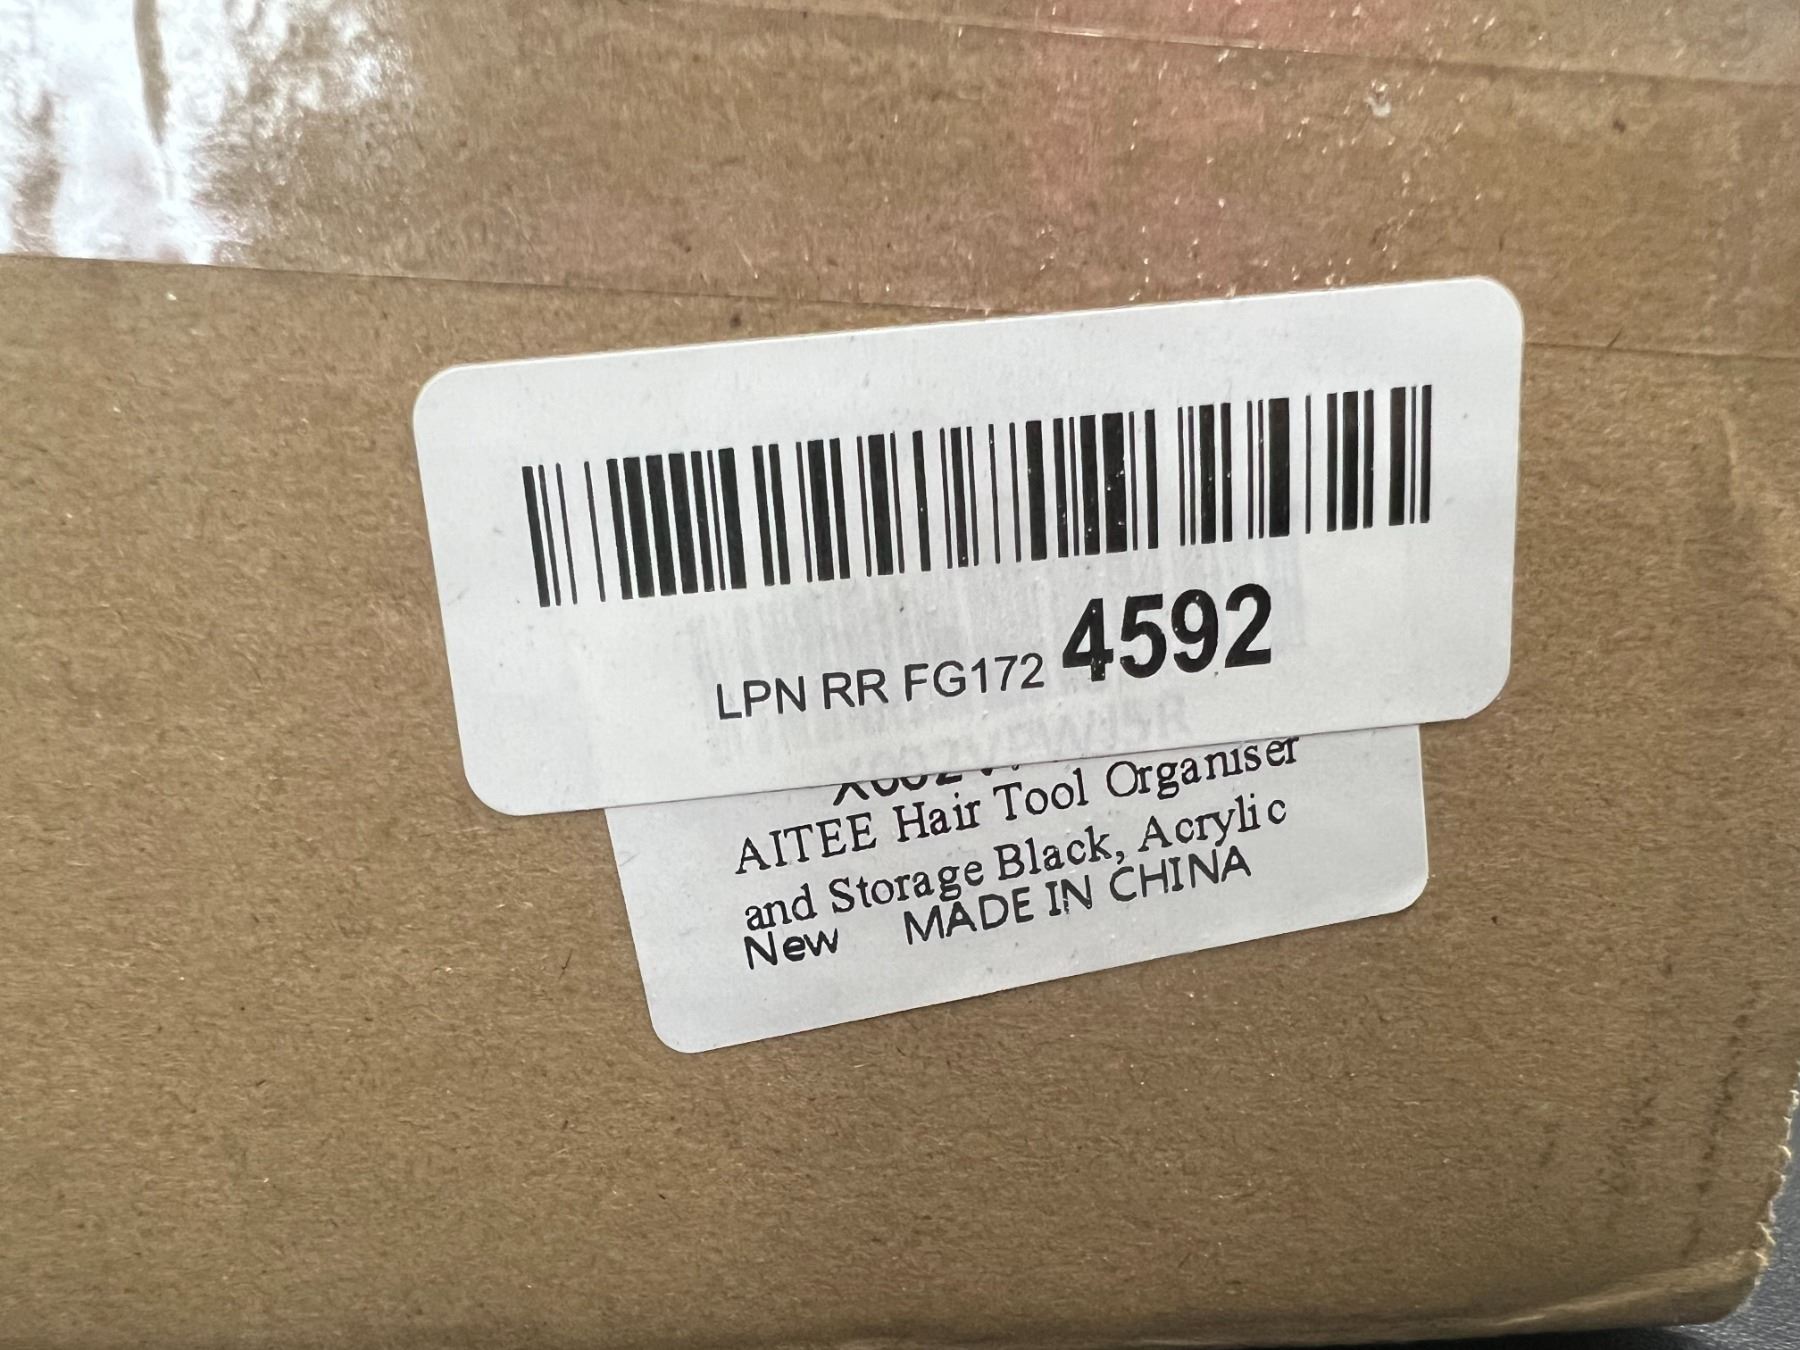 LPN RR FG172 4592
AITEE Hair Tool Organiser
and Storage Black, Acrylic
New MADE IN CHINA